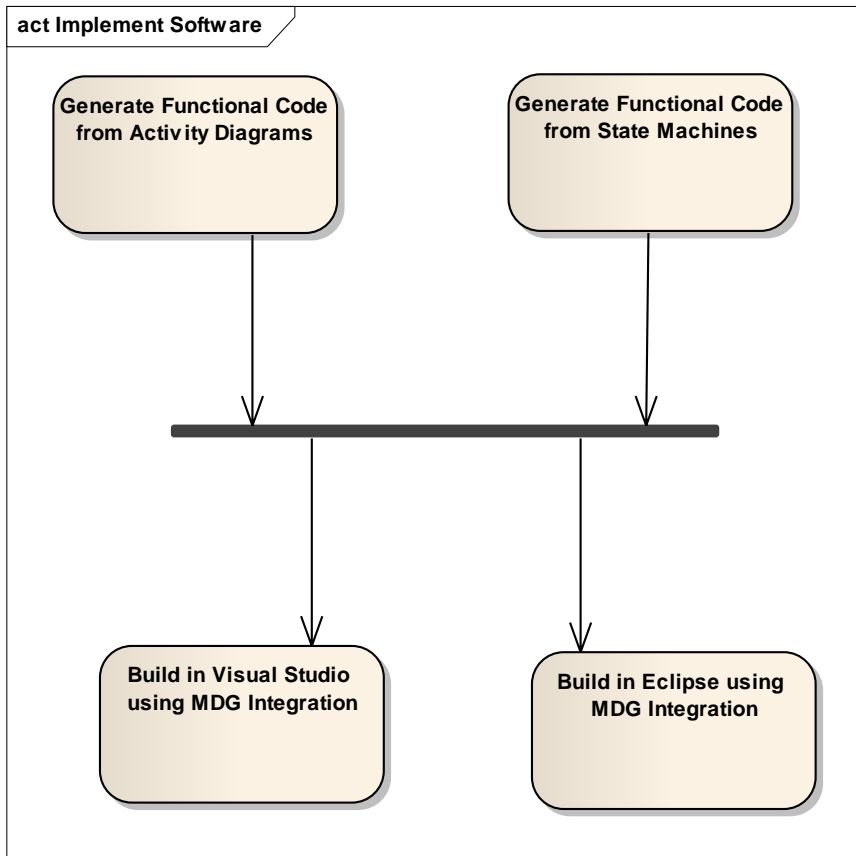 act Implement Software
Generate Functional Code
from Activity Diagrams
Generate Functional Code
from State Machines
Build in Visual Studio
using MDG Integration
Build in Eclipse using
MDG Integration